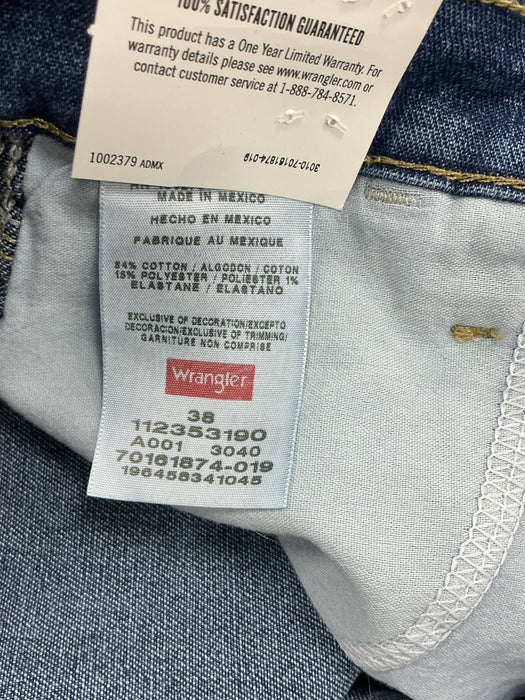 100% SATISFACTION GUARANTEED
This product has a One Year Limited Warranty. For
warranty details please see www.wrangler.com or
contact customer service at 1-888-784-8571.
1002379 ADMX
3010-70161874-019
MADE IN MEXICO
HECHO EN MEXICO
FABRIQUE AU MEXIQUE
84% COTTON / ALGODON / COTON
15% POLYESTER / POLIESTER 1%
ELASTANE / ELASTANO
EXCLUSIVE OF DECORATION/EXCEPTO
DECORACION/EXCLUSIVE OF TRIMMING/
GARNITURE NON COMPRISE
Wrangler
38
112353190
A001 3040
70161874-019
196458341045